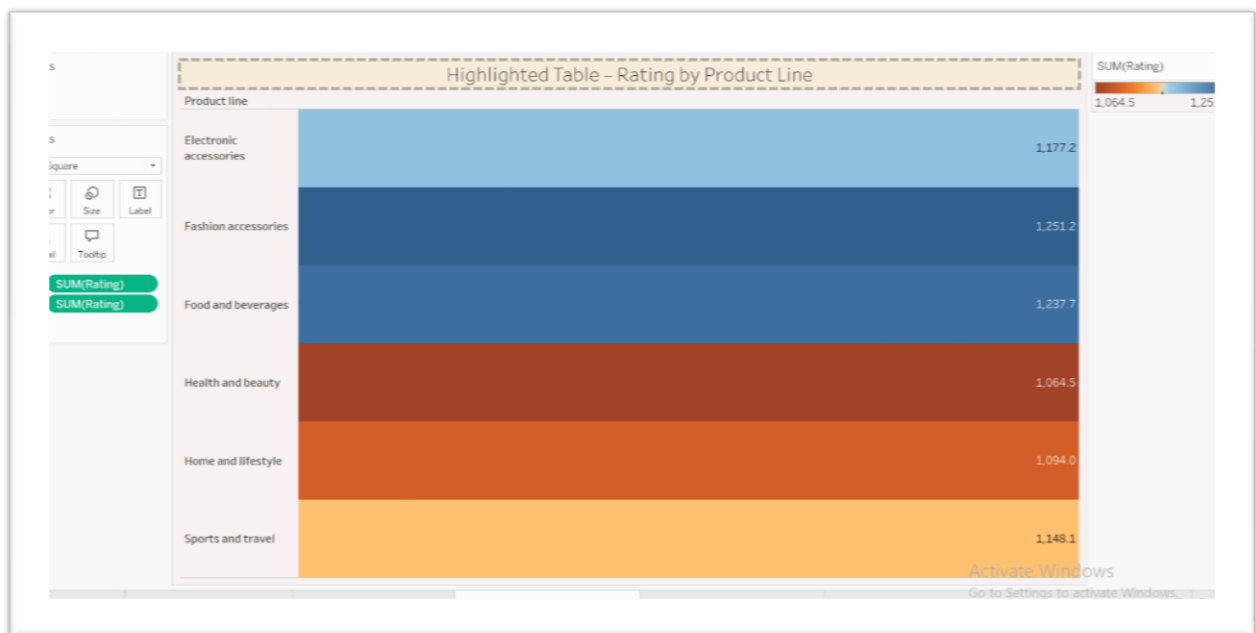 Highlighted Table – Rating by Product Line
SUM(Rating)
1,064.5
Product line
Electronic
accessories
1,177.2
Fashion accessories
1,251.2
Food and beverages
1,237.7
Health and beauty
1,064.5
Home and lifestyle
1,094.0
Sports and travel
1,148.1
Size
Label
Tooltip
SUM(Rating)
SUM(Rating)
Activate Windows
Go to Settings to activate Windows.